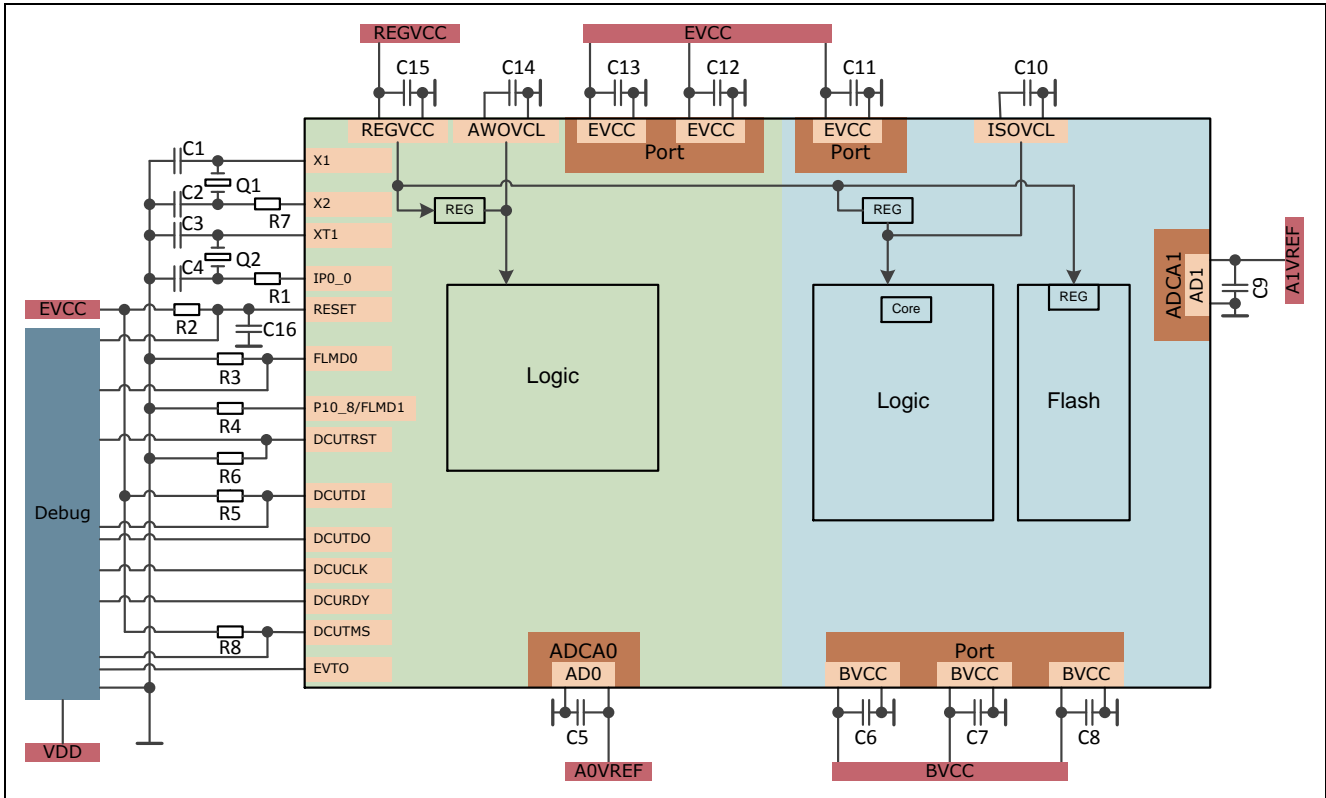 REGVCC
EVCC
C15
C14
C13
C12
C11
C10
REGVCC
AWOVCL
EVCC
EVCC
Port
EVCC
Port
ISOVCL
C1
X1
Q1
C2
X2
R7
C3
XT1
Q2
C4
IP0_0
R1
EVCC
R2
RESET
C16
R3
FLMD0
R4
P10_8/FLMD1
DCUTRST
R6
DCUTDI
R5
Debug
DCUTDO
DCUCLK
DCURDY
DCUTMS
R8
EVTO
VDD
REG
REG
Logic
Core
Logic
REG
Flash
ADCA1
AD1
C9
A1VREF
ADCA0
AD0
C5
A0VREF
Port
BVCC
BVCC
BVCC
C6
C7
C8
BVCC